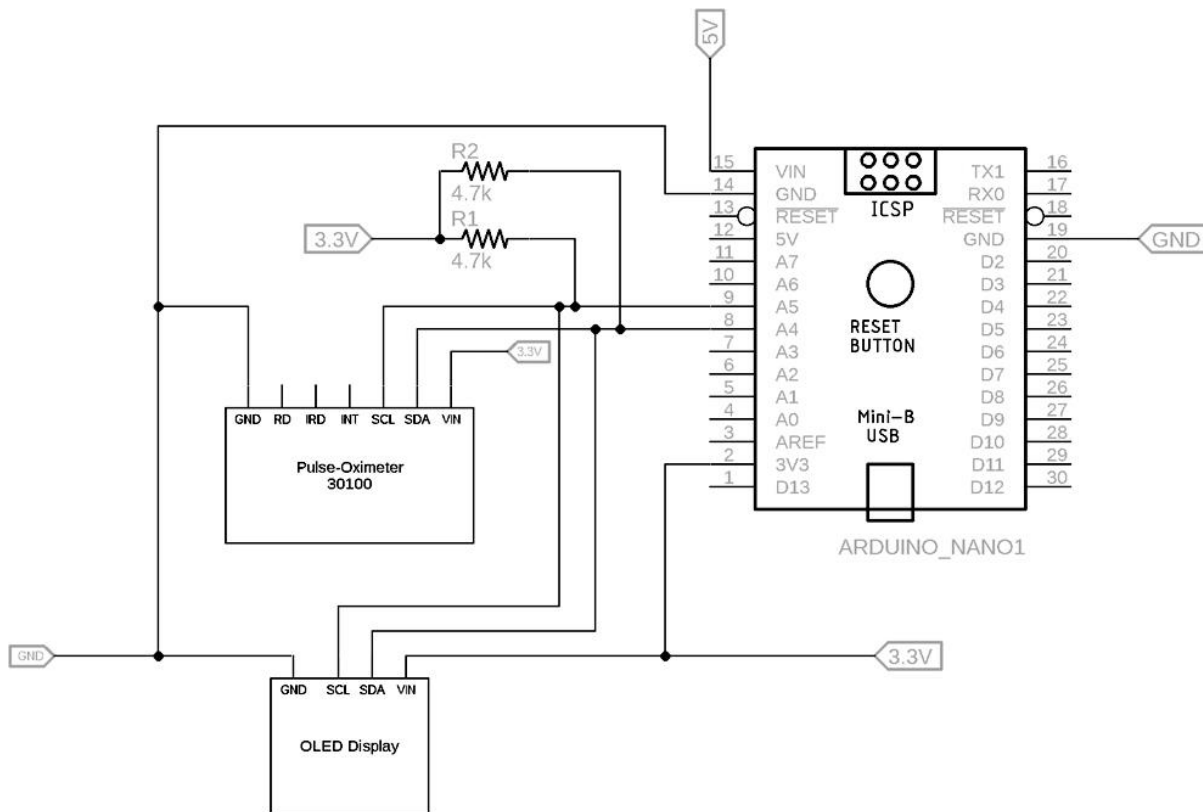 5V
R2
4.7k
R1
4.7k
3.3V
15 VIN
14 GND
13 RESET
12 5V
11 A7
10 A6
9 A5
8 A4
7 A3
6 A2
5 A1
4 A0
3 AREF
2 3V3
1 D13
ICSP
RESET
BUTTON
Mini-B
USB
TX1 16
RX0 17
RESET 18
GND 19
D2 20
D3 21
D4 22
D5 23
D6 24
D7 25
D8 26
D9 27
D10 28
D11 29
D12 30
GND
ARDUINO_NANO1
3.3V
GND RD IRD INT SCL SDA VIN
Pulse-Oximeter
30100
GND
3.3V
GND SCL SDA VIN
OLED Display